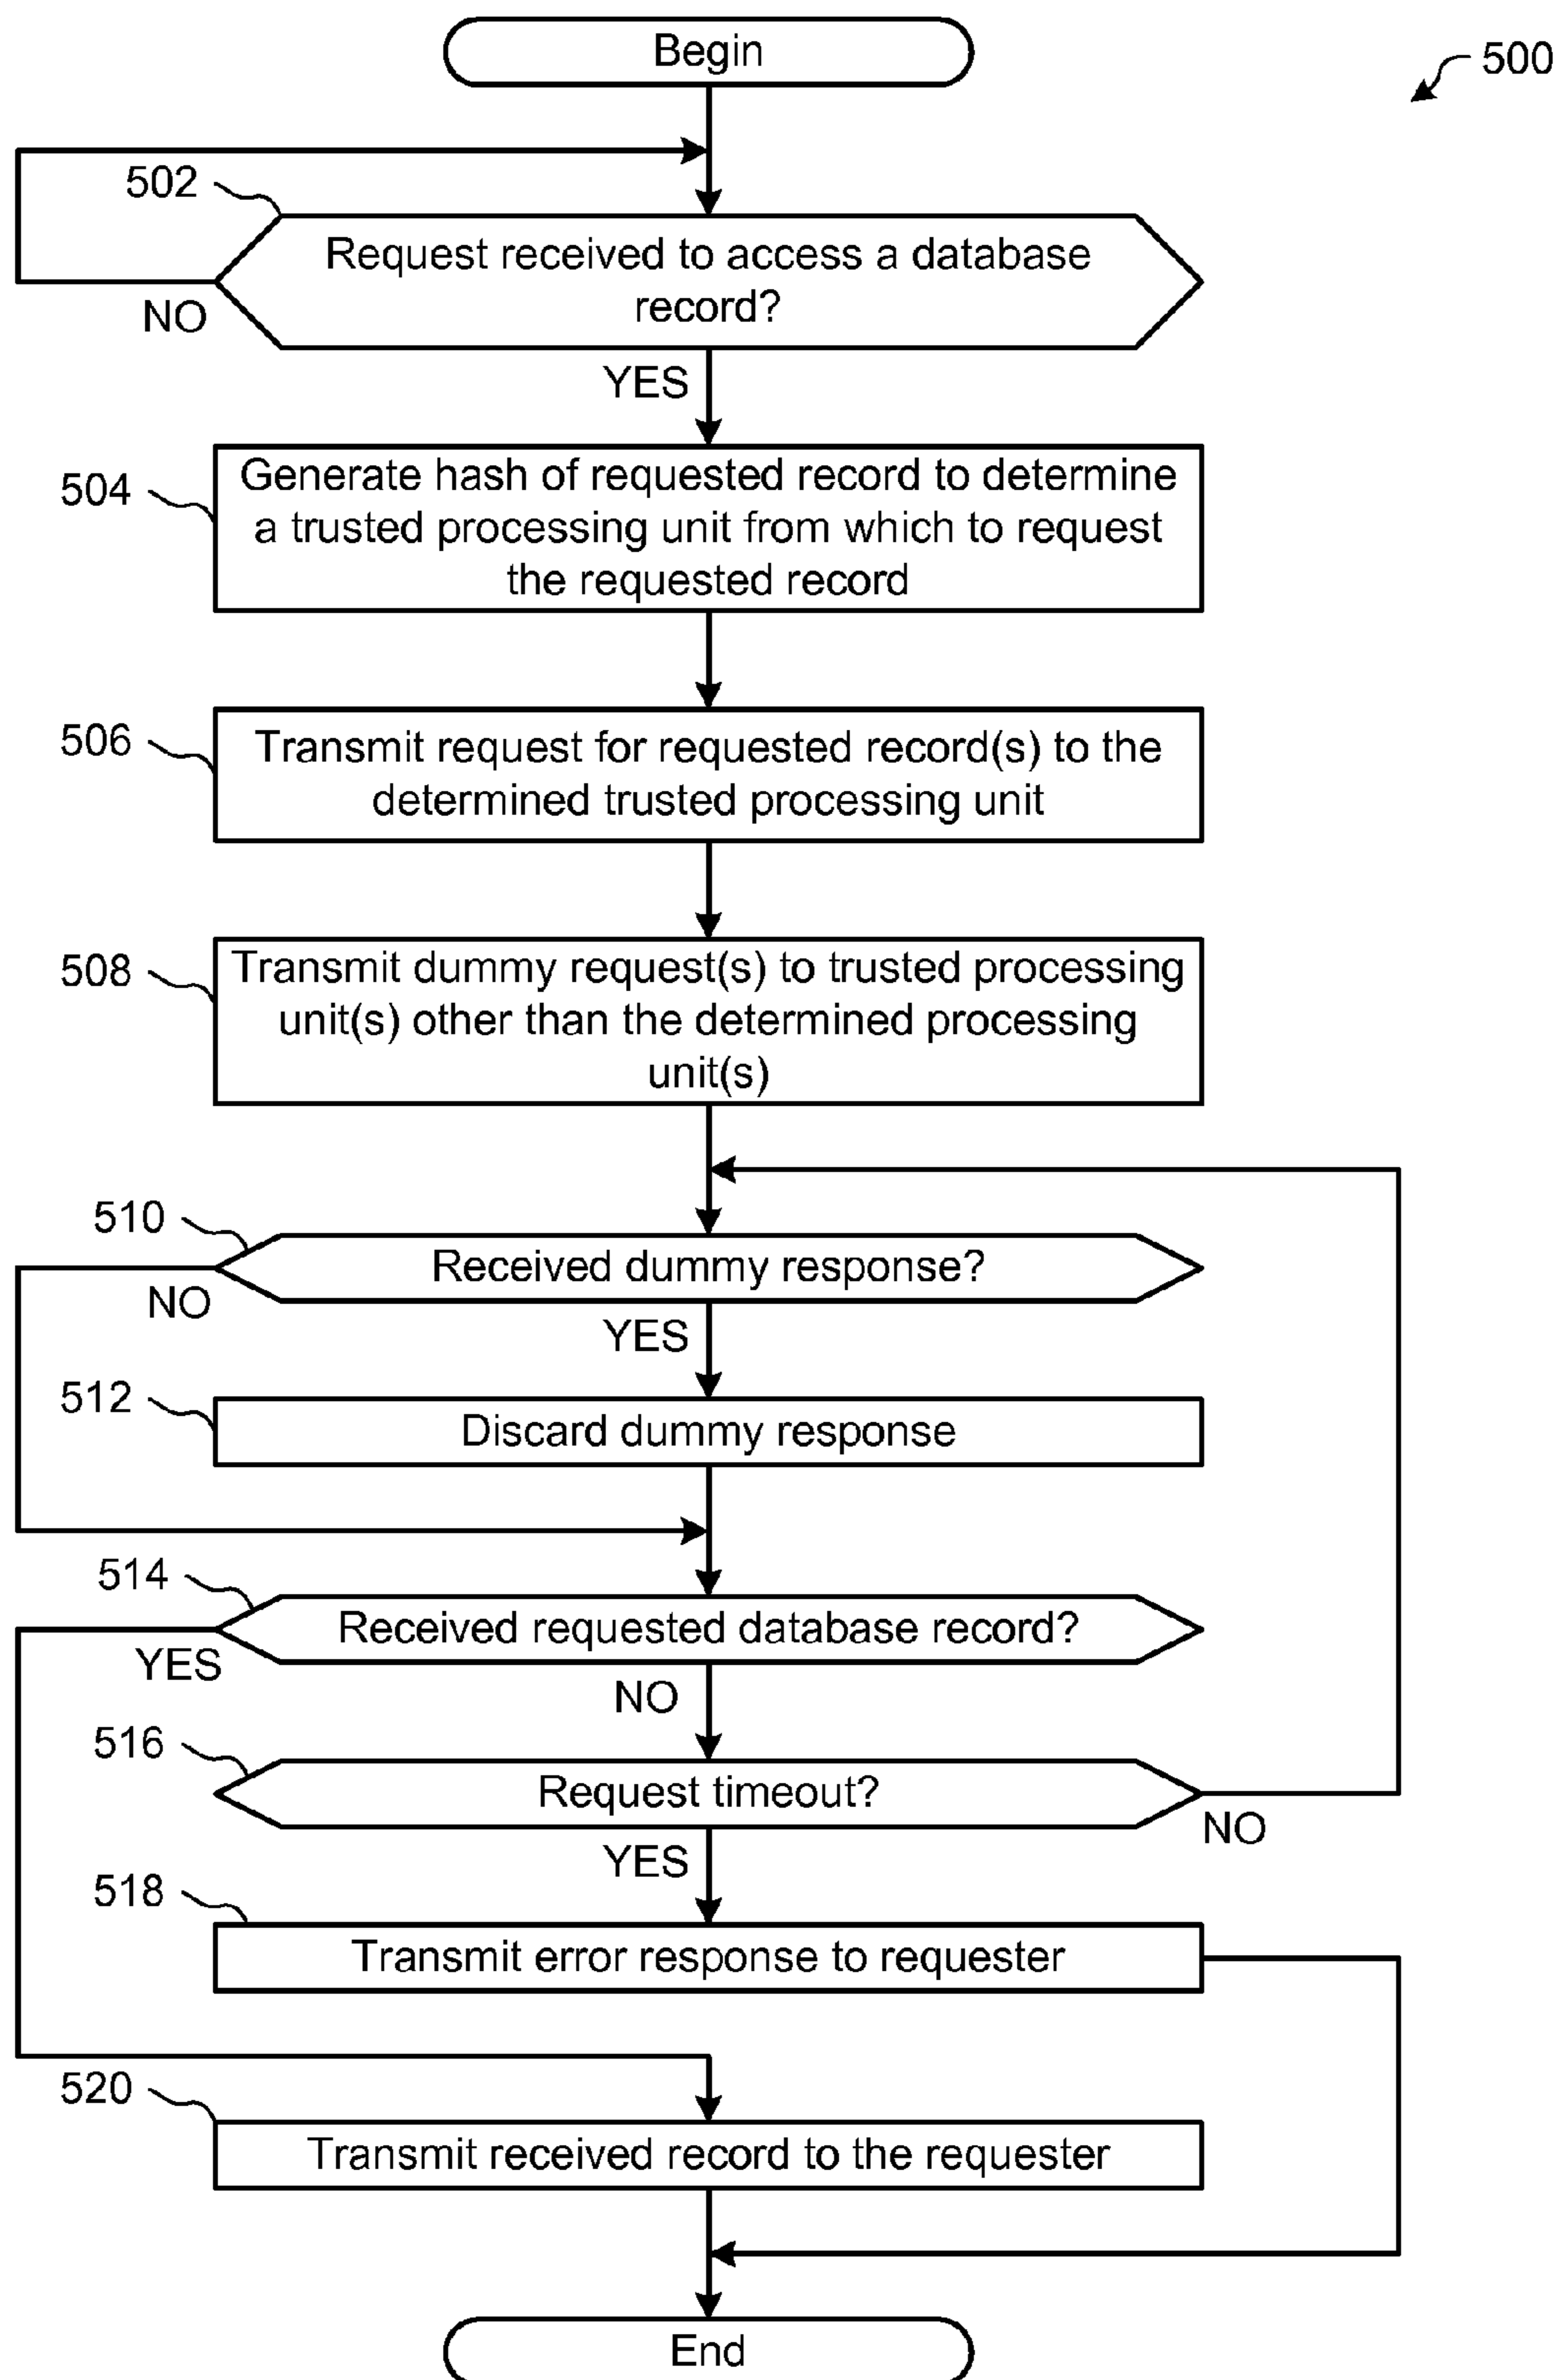 Begin
500
502
Request received to access a database
record?
NO
YES
504
Generate hash of requested record to determine
a trusted processing unit from which to request
the requested record
506
Transmit request for requested record(s) to the
determined trusted processing unit
508
Transmit dummy request(s) to trusted processing
unit(s) other than the determined processing
unit(s)
510
Received dummy response?
NO
YES
512
Discard dummy response
514
Received requested database record?
YES
NO
516
Request timeout?
NO
YES
518
Transmit error response to requester
520
Transmit received record to the requester
End